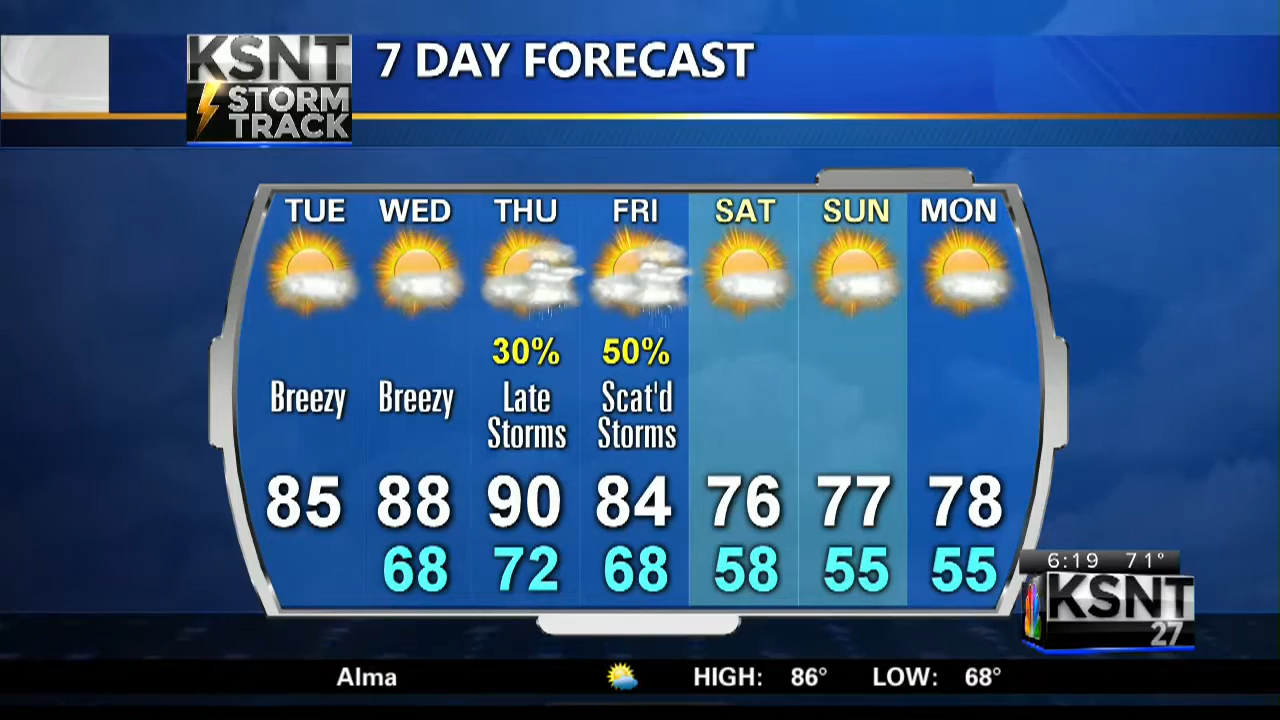 KSNT
STORM
TRACK
7 DAY FORECAST
TUE WED THU FRI SAT SUN MON
30% 50%
Breezy Breezy Late Scat'd
Storms Storms
85 88 90 84 76 77 78
68 72 68 58 55 55
6:19 71°
KSNT
27
Alma HIGH: 86° LOW: 68°